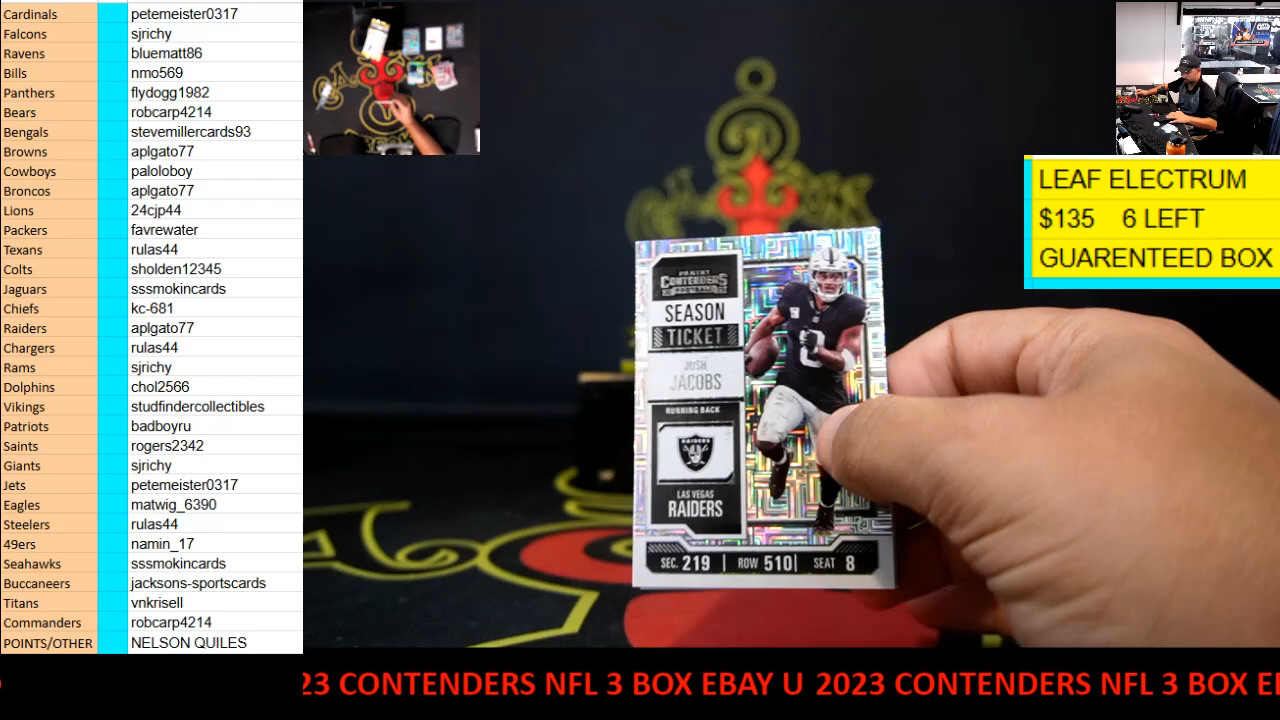 Cardinals petemeister0317
Falcons sjrichy
Ravens bluematt86
Bills nmo569
Panthers flydogg1982
Bears robcarp4214
Bengals stevemillercards93
Browns aplgato77
Cowboys paloloboy
Broncos aplgato77
Lions 24cjp44
Packers favrewater
Texans rulas44
Colts sholden12345
Jaguars sssmokincards
Chiefs kc-681
Raiders aplgato77
Chargers rulas44
Rams sjrichy
Dolphins chol2566
Vikings studfindercollectibles
Patriots badboyru
Saints rogers2342
Giants sjrichy
Jets petemeister0317
Eagles matwig_6390
Steelers rulas44
49ers namin_17
Seahawks sssmokincards
Buccaneers jacksons-sportscards
Titans vnkrisell
Commanders robcarp4214
POINTS/OTHER NELSON QUILES
LEAF ELECTRUM
$135 6 LEFT
GUARENTEED BOX
PANINI
CONTENDERS
SEASON
TICKET
JOSH
JACOBS
RUNNING BACK
RAIDERS
LAS VEGAS
RAIDERS
SEC. 219 | ROW 510 | SEAT 8
23 CONTENDERS NFL 3 BOX EBAY U 2023 CONTENDERS NFL 3 BOX E